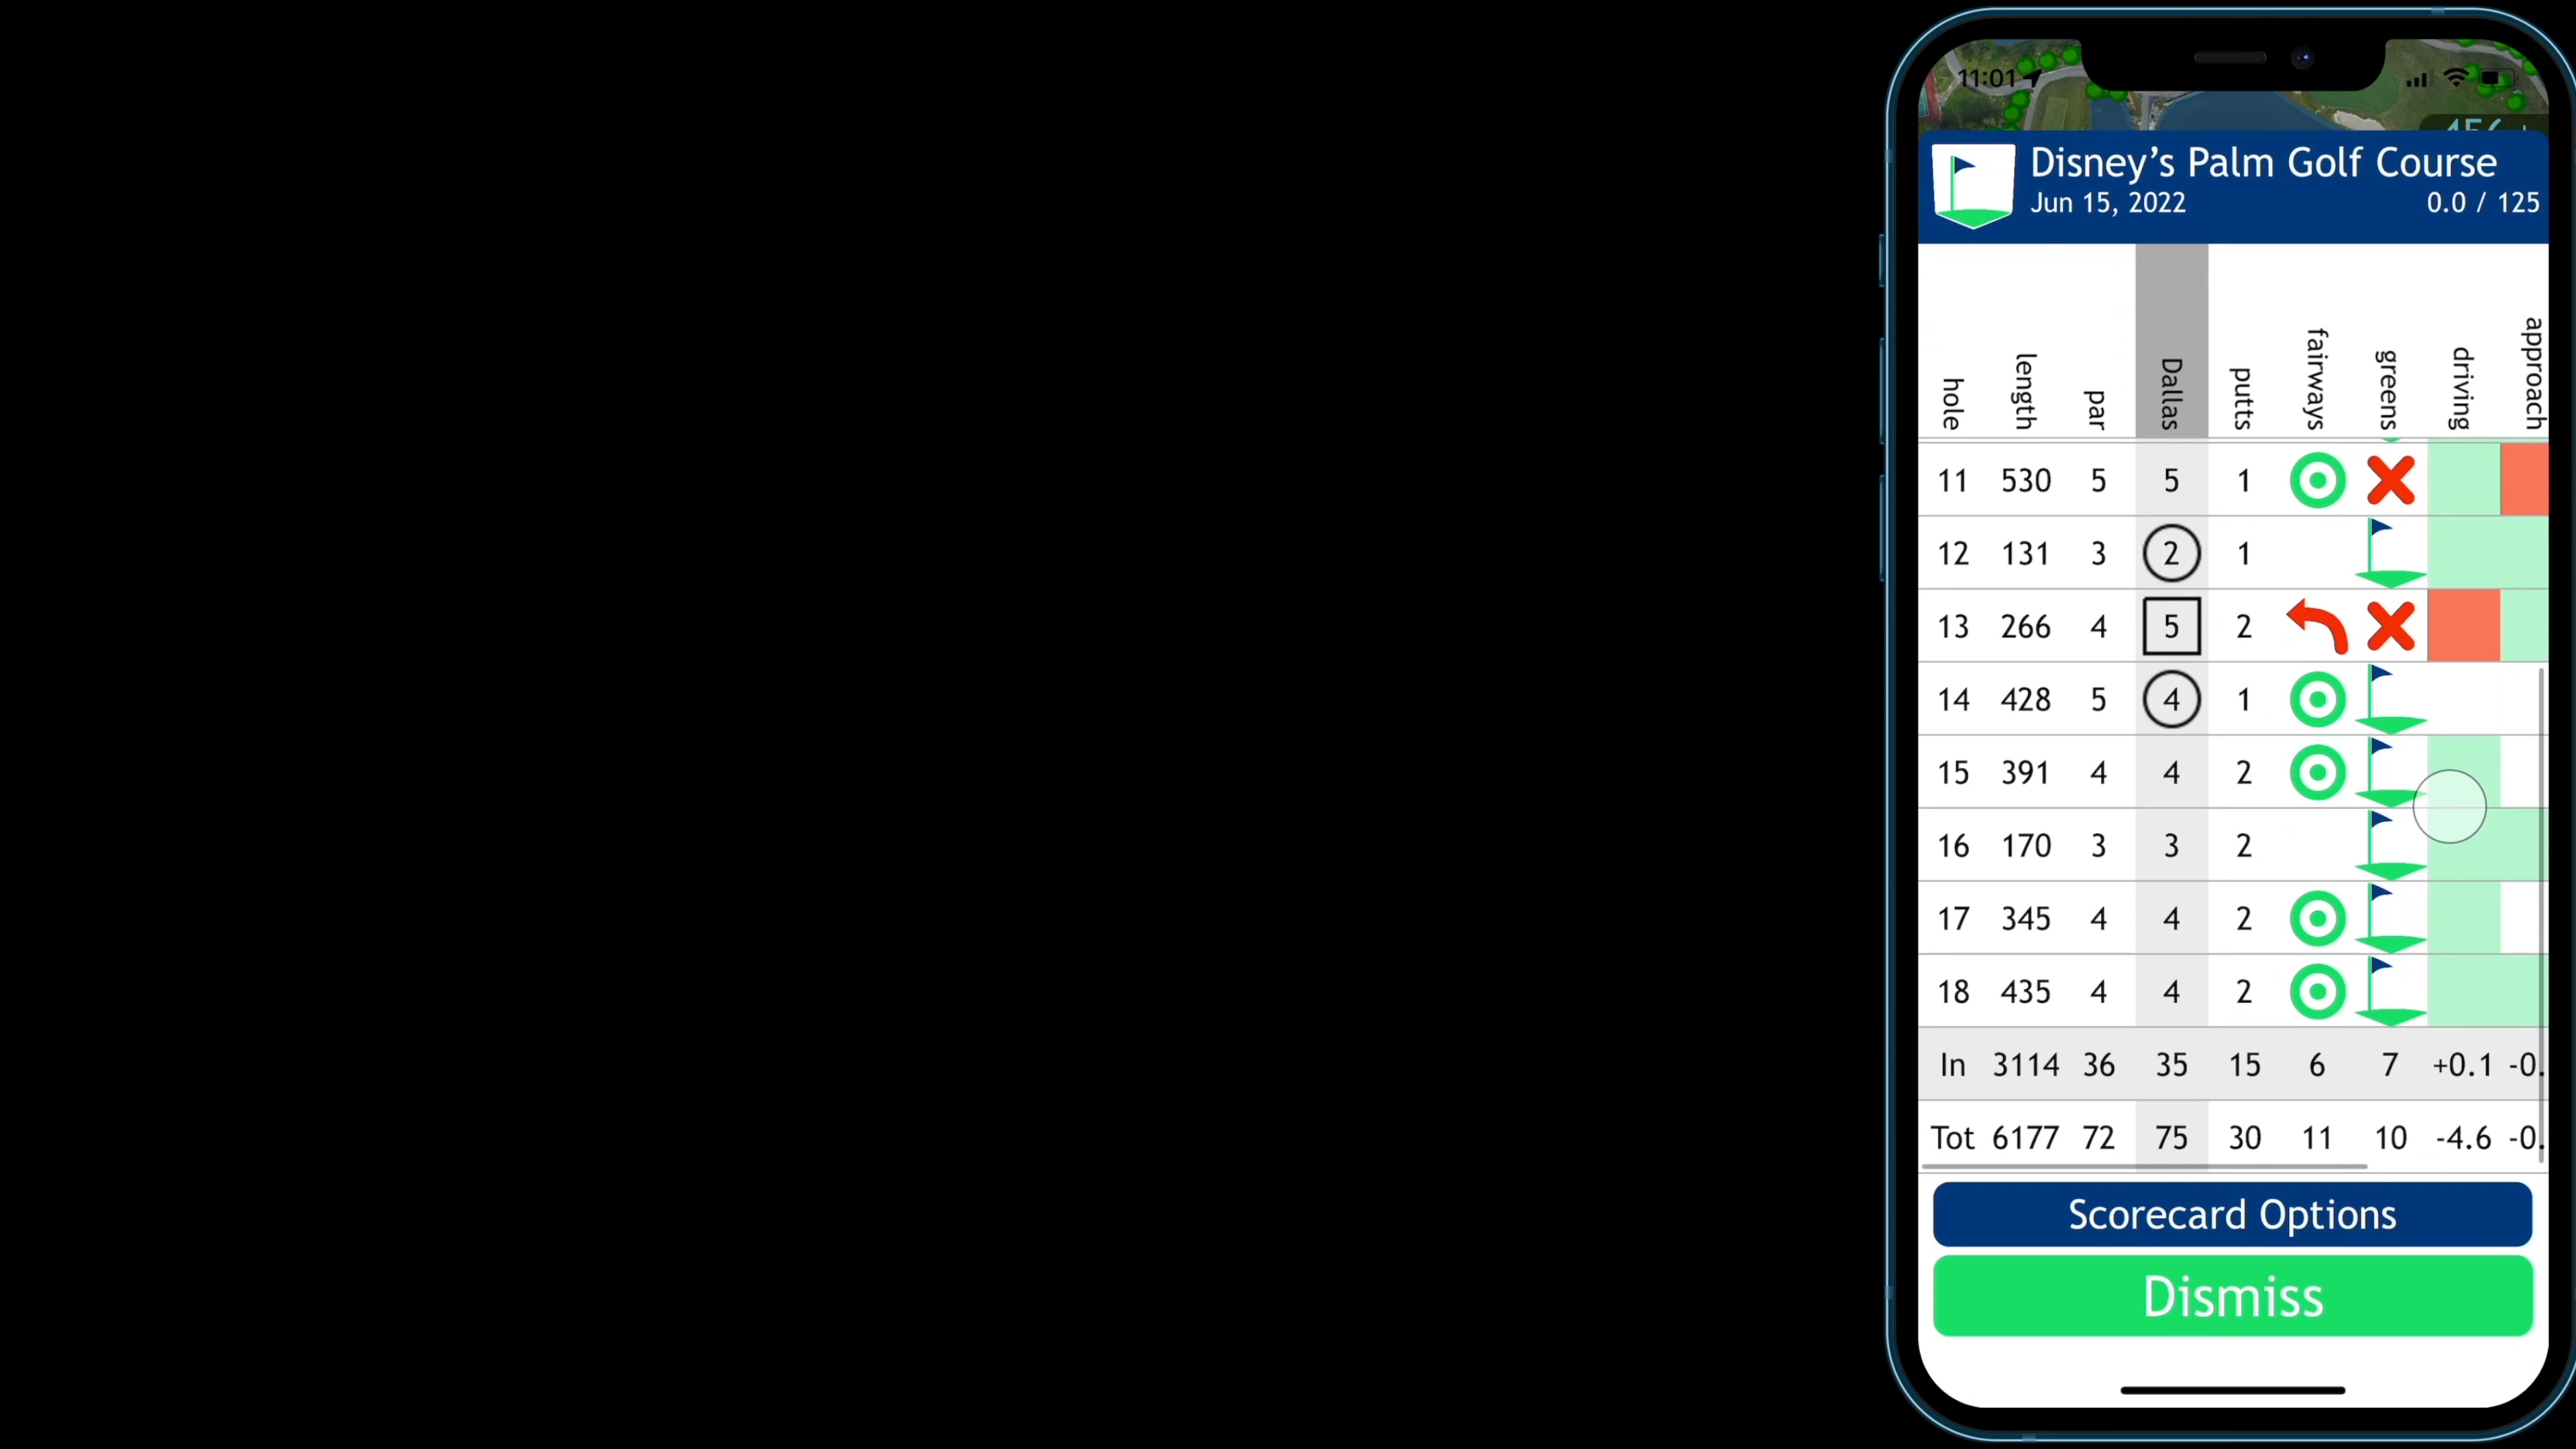 11:01
Disney's Palm Golf Course
Jun 15, 2022 0.0 / 125
hole length par Dallas putts fairways greens driving approach
11 530 5 5 1
12 131 3 2 1
13 266 4 5 2
14 428 5 4 1
15 391 4 4 2
16 170 3 3 2
17 345 4 4 2
18 435 4 4 2
In 3114 36 35 15 6 7 +0.1 -0.
Tot 6177 72 75 30 11 10 -4.6 -0.
Scorecard Options
Dismiss